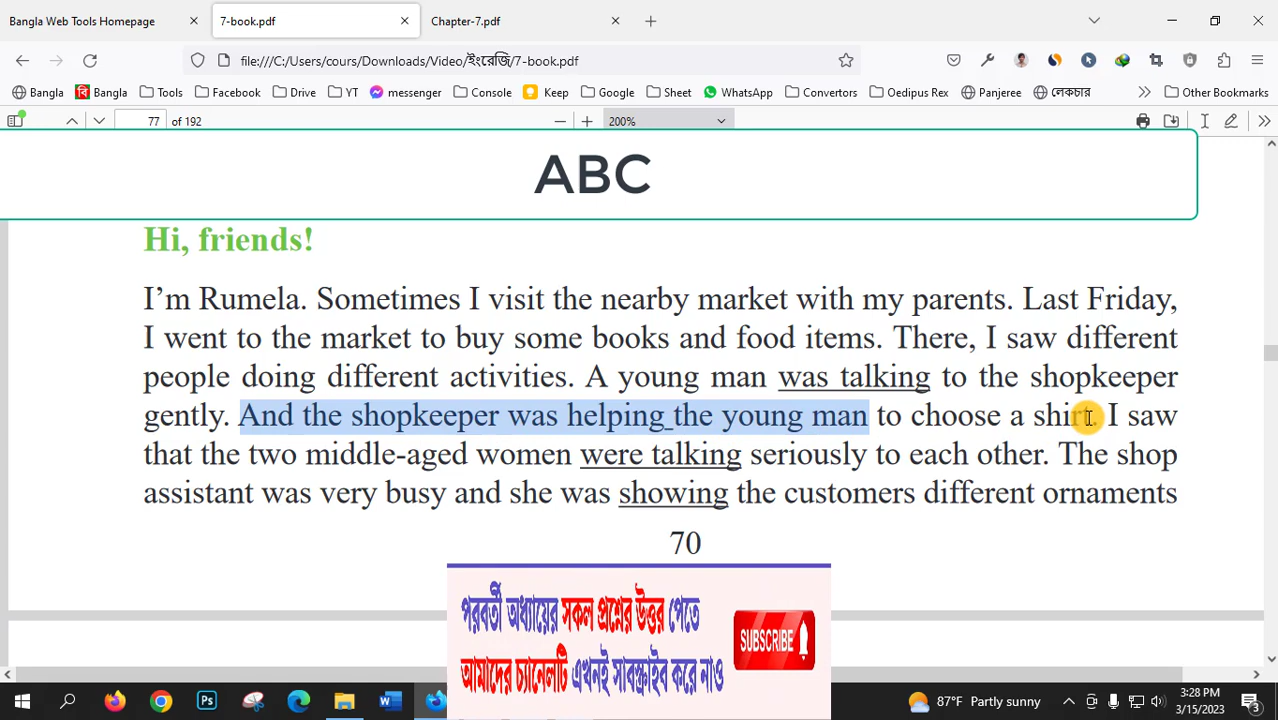 Bangla Web Tools Homepage
7-book.pdf
Chapter-7.pdf
file:///C:/Users/cours/Downloads/Video/ইংরেজি/7-book.pdf
Bangla
বি Bangla
Tools
Facebook
Drive
YT
messenger
Console
Keep
Google
Sheet
WhatsApp
Convertors
Oedipus Rex
Panjeree
লেকচার
Other Bookmarks
77 of 192
200%
ABC
Hi, friends!
I’m Rumela. Sometimes I visit the nearby market with my parents. Last Friday,
I went to the market to buy some books and food items. There, I saw different
people doing different activities. A young man was talking to the shopkeeper
gently. And the shopkeeper was helping the young man to choose a shirt. I saw
that the two middle-aged women were talking seriously to each other. The shop
assistant was very busy and she was showing the customers different ornaments
70
পরবর্তী অধ্যায়ের সকল প্রশ্নের উত্তর পেতে
আমাদের চ্যানেলটি এখনই সাবস্ক্রাইব করে নাও
SUBSCRIBE
Ps
W
87°F Partly sunny
3:28 PM
3/15/2023
3